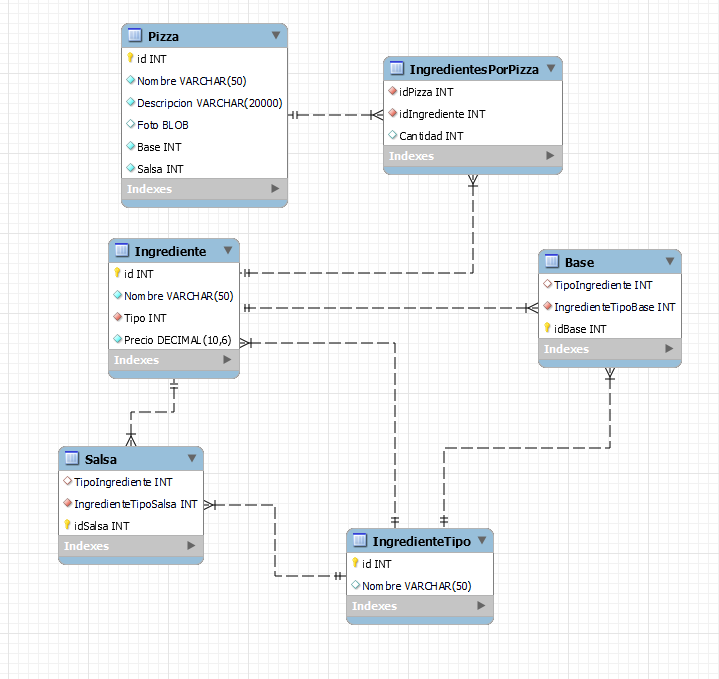 Pizza
id INT
Nombre VARCHAR(50)
Descripcion VARCHAR(20000)
Foto BLOB
Base INT
Salsa INT
Indexes
IngredientesPorPizza
idPizza INT
idIngrediente INT
Cantidad INT
Indexes
Ingrediente
id INT
Nombre VARCHAR(50)
Tipo INT
Precio DECIMAL(10,6)
Indexes
Base
TipoIngrediente INT
IngredienteTipoBase INT
idBase INT
Indexes
Salsa
TipoIngrediente INT
IngredienteTipoSalsa INT
idSalsa INT
Indexes
IngredienteTipo
id INT
Nombre VARCHAR(50)
Indexes